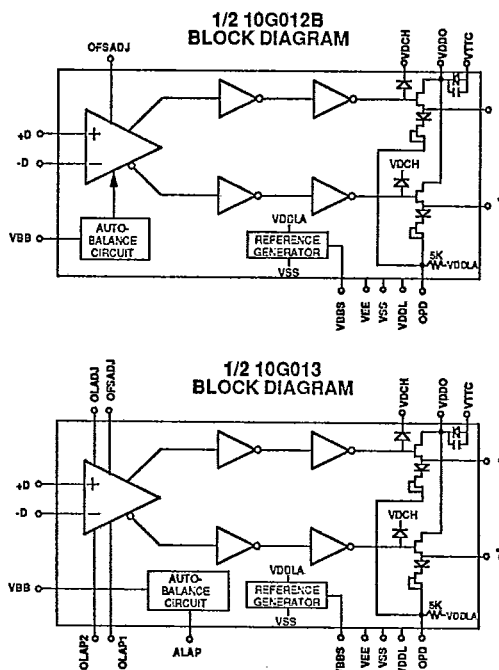 1/2 10G012B
BLOCK DIAGRAM
OFSADJ
VDCH
VDDO
VTTC
+D
+
-D
−
VDCH
VBB
AUTO-
BALANCE
CIRCUIT
VDDLA
REFERENCE
GENERATOR
VSS
5K
VDDLA
VBBS
VEE
VSS
VDDL
OPD
1/2 10G013
BLOCK DIAGRAM
OLADJ
OFSADJ
VDCH
VDDO
VTTC
+D
+
-D
−
VDCH
VBB
AUTO-
BALANCE
CIRCUIT
VDDLA
REFERENCE
GENERATOR
VSS
5K
VDDLA
OLAP2
OLAP1
ALAP
VBBS
VEE
VSS
VDDL
OPD